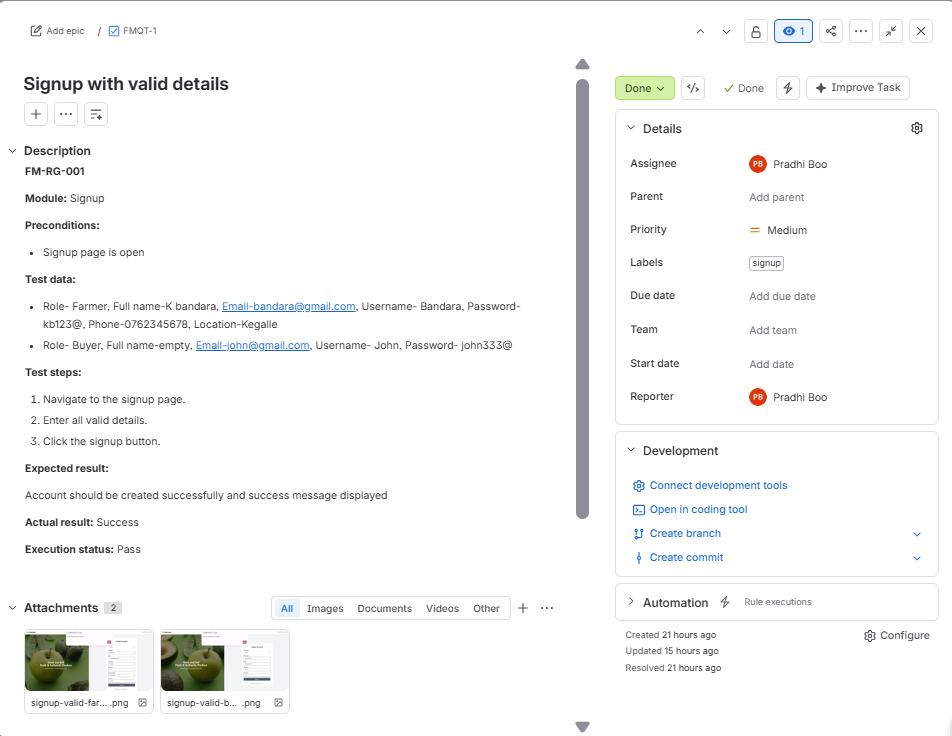 Add epic / FMQT-1
1
Signup with valid details
Description
FM-RG-001
Module: Signup
Preconditions:
• Signup page is open
Test data:
• Role- Farmer, Full name-K bandara, Email-bandara@gmail.com, Username- Bandara, Password-
kb123@, Phone-0762345678, Location-Kegalle
• Role- Buyer, Full name-empty, Email-john@gmail.com, Username- John, Password- john333@
Test steps:
1. Navigate to the signup page.
2. Enter all valid details.
3. Click the signup button.
Expected result:
Account should be created successfully and success message displayed
Actual result: Success
Execution status: Pass
Attachments 2
All Images Documents Videos Other
signup-valid-far... .png
signup-valid-b... .png
Done
Done
Improve Task
Details
Assignee PB Pradhi Boo
Parent Add parent
Priority Medium
Labels signup
Due date Add due date
Team Add team
Start date Add date
Reporter PB Pradhi Boo
Development
Connect development tools
Open in coding tool
Create branch
Create commit
Automation Rule executions
Created 21 hours ago
Configure
Updated 15 hours ago
Resolved 21 hours ago